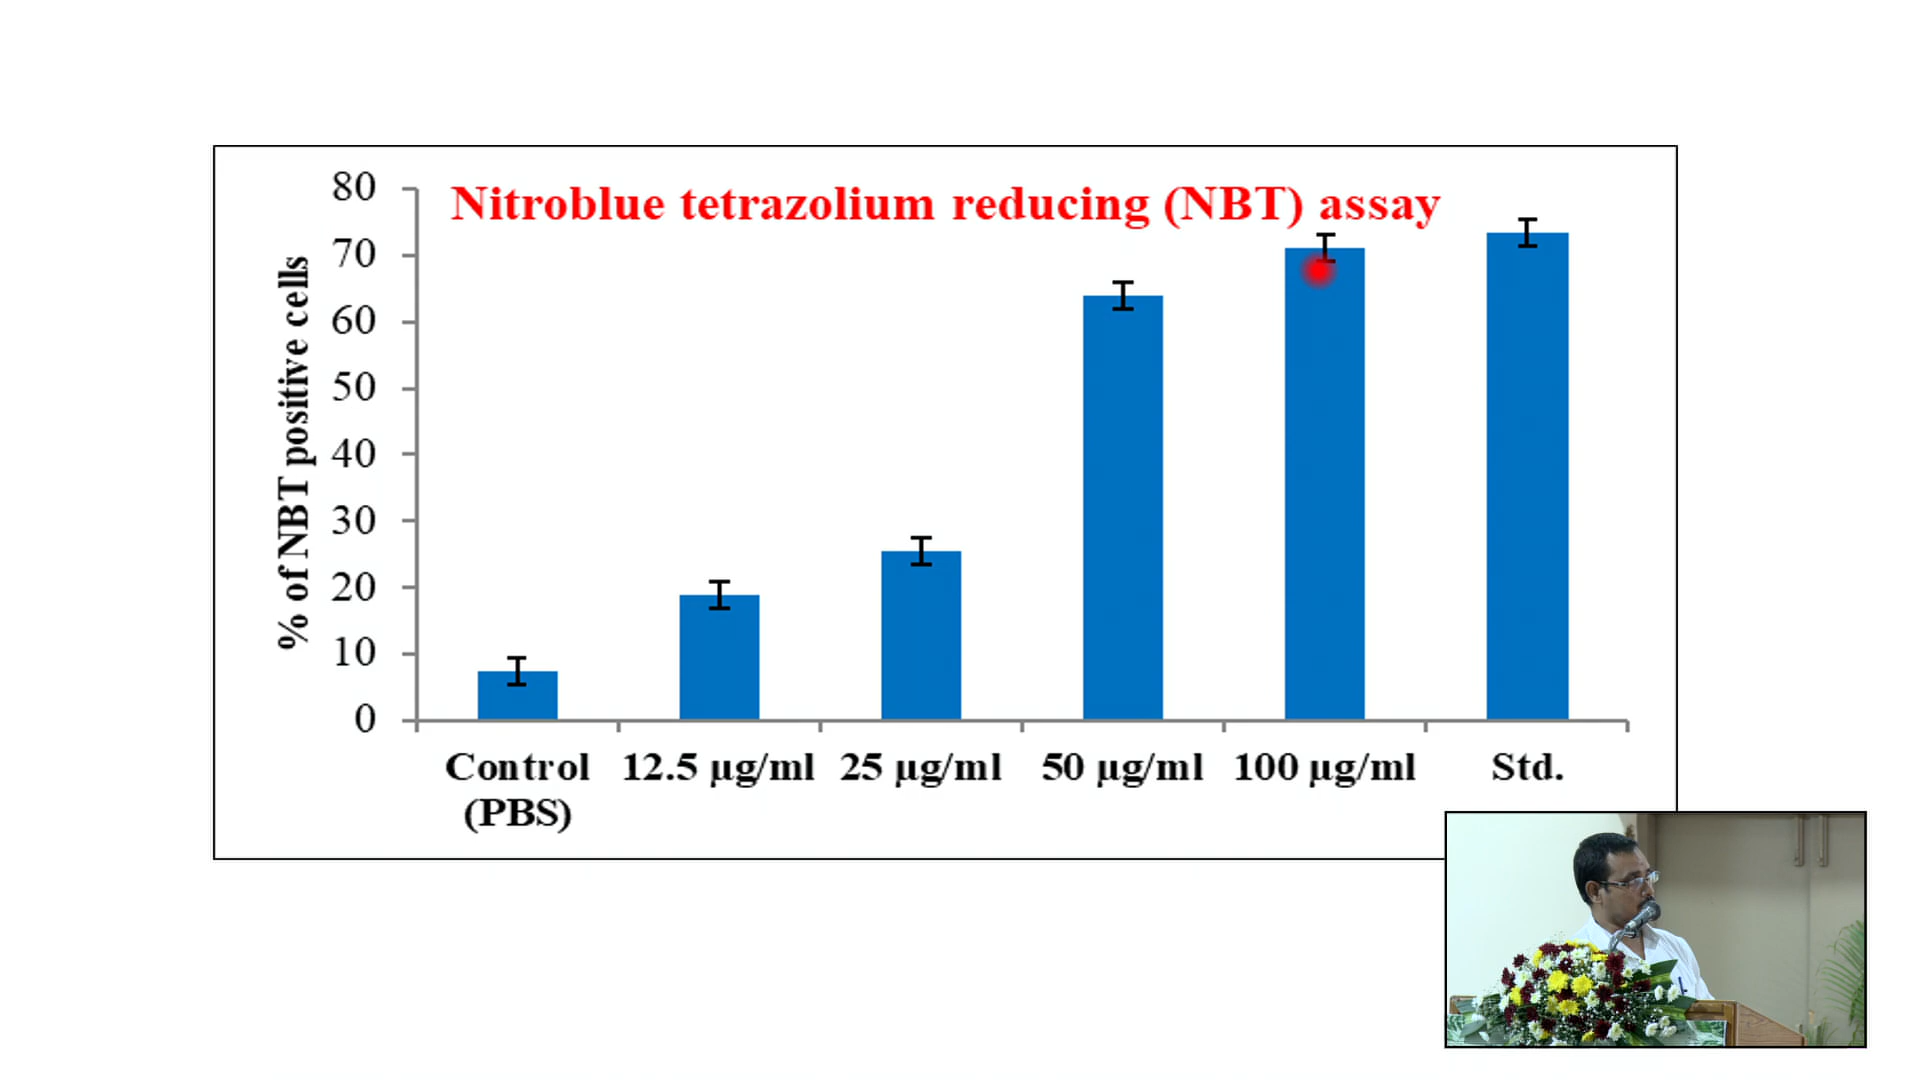 Nitroblue tetrazolium reducing (NBT) assay
% of NBT positive cells
80
70
60
50
40
30
20
10
0
Control (PBS)
12.5 µg/ml
25 µg/ml
50 µg/ml
100 µg/ml
Std.